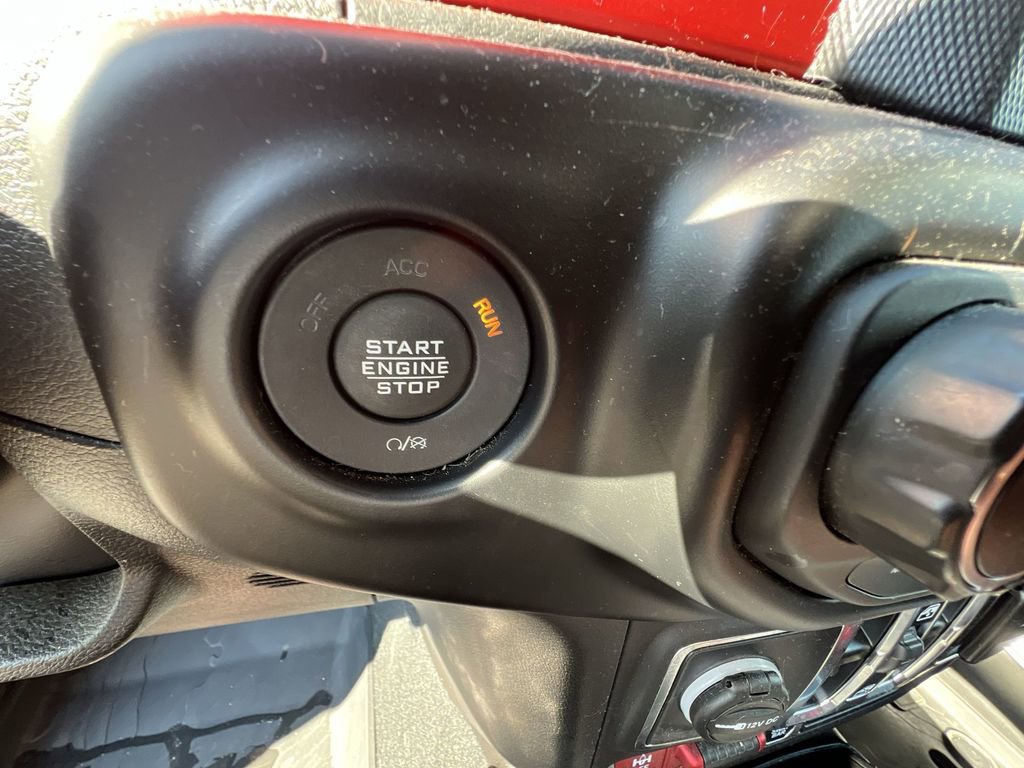 ACC
OFF
RUN
START
ENGINE
STOP
12V DC